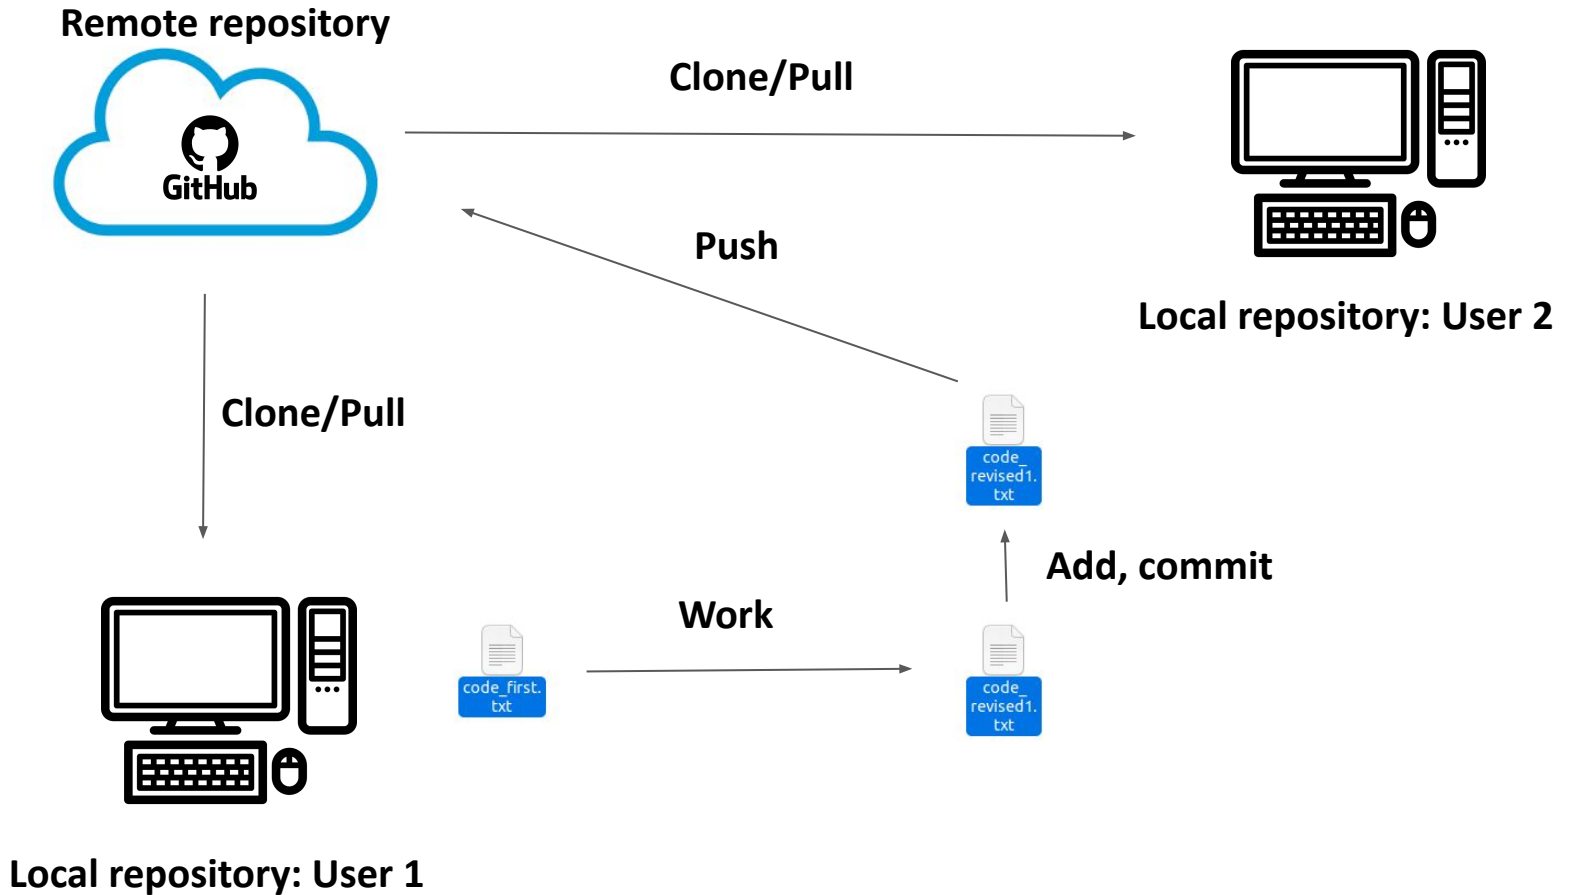 Remote repository
Clone/Pull
GitHub
Push
Local repository: User 2
Clone/Pull
code_
revised1.
txt
Add, commit
Work
code_first.
txt
code_
revised1.
txt
Local repository: User 1